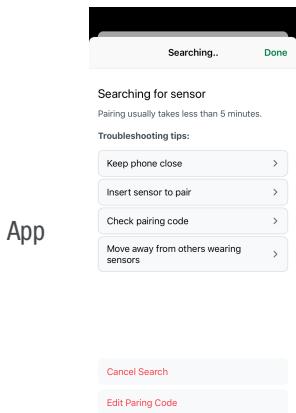 Searching..
Done
Searching for sensor
Pairing usually takes less than 5 minutes.
Troubleshooting tips:
Keep phone close
Insert sensor to pair
Check pairing code
Move away from others wearing
sensors
App
Cancel Search
Edit Paring Code